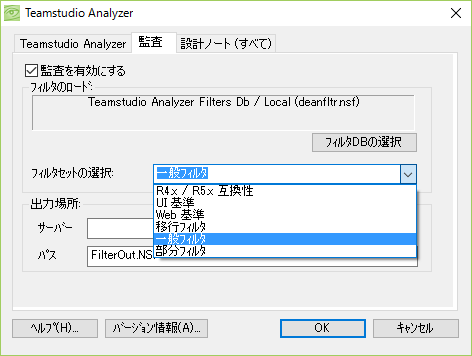 Teamstudio Analyzer
Teamstudio Analyzer 監査 設計ノート (すべて)
監査を有効にする
フィルタのロード:
Teamstudio Analyzer Filters Db / Local (deanfltr.nsf)
フィルタDBの選択
フィルタセットの選択: 一般フィルタ
R4x / R5x 互換性
UI 基準
Web 基準
移行フィルタ
一般フィルタ
部分フィルタ
出力場所:
サーバー
パス FilterOut.NS
ヘルプ(H)... バージョン情報(A)... OK キャンセル